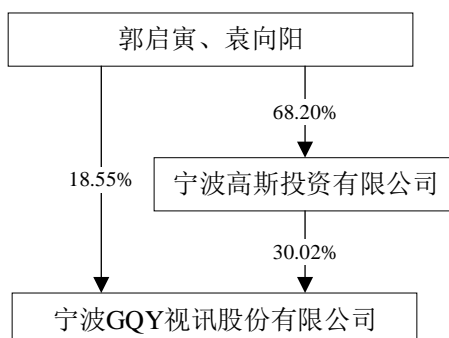 郭启寅、袁向阳
68.20%
18.55%
宁波高斯投资有限公司
30.02%
宁波GQY视讯股份有限公司